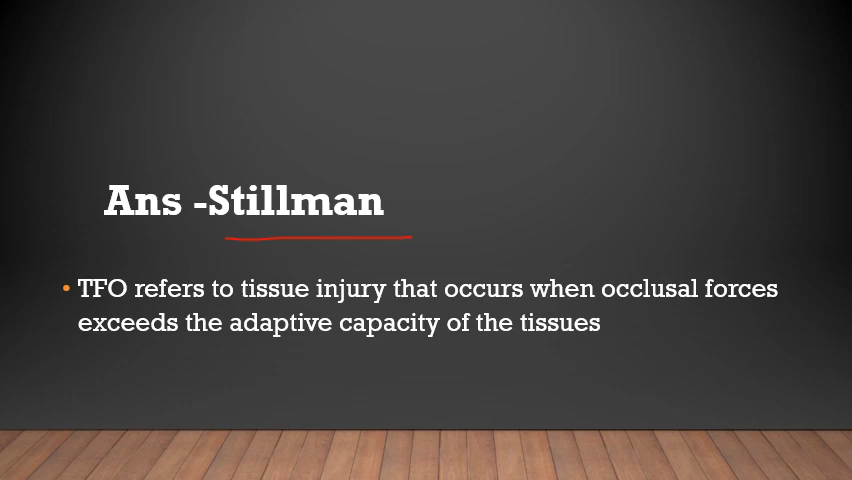 Ans -Stillman
• TFO refers to tissue injury that occurs when occlusal forces
exceeds the adaptive capacity of the tissues